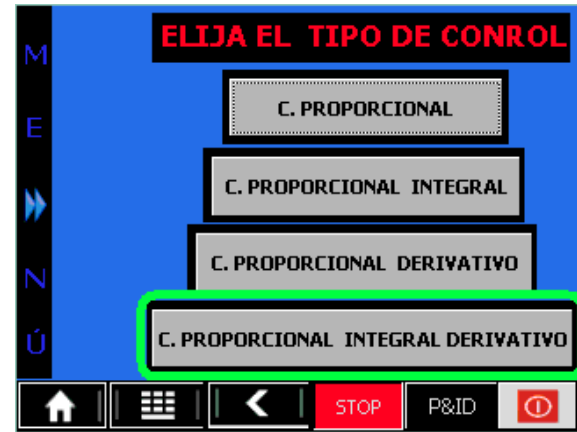 ELIJA EL TIPO DE CONROL
C. PROPORCIONAL
C. PROPORCIONAL INTEGRAL
C. PROPORCIONAL DERIVATIVO
C. PROPORCIONAL INTEGRAL DERIVATIVO
M
E
N
Ú
STOP
P&ID